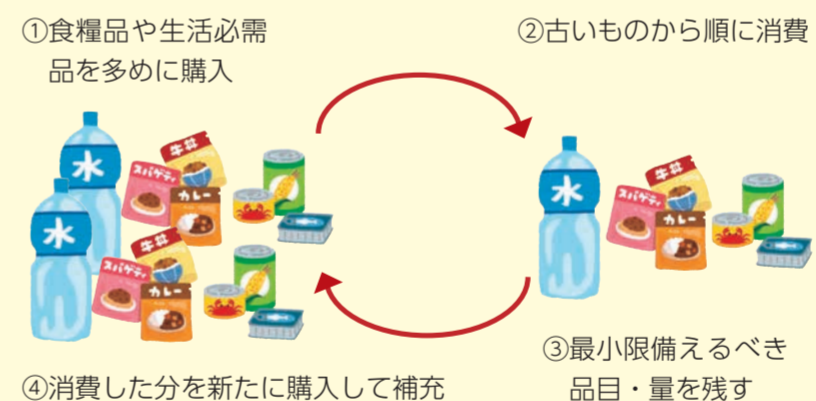 ①食糧品や生活必需
品を多めに購入
②古いものから順に消費
水
牛丼
スパゲティ
カレー
水
牛丼
スパゲティ
カレー
水
牛丼
スパゲティ
カレー
③最小限備えるべき
品目・量を残す
④消費した分を新たに購入して補充